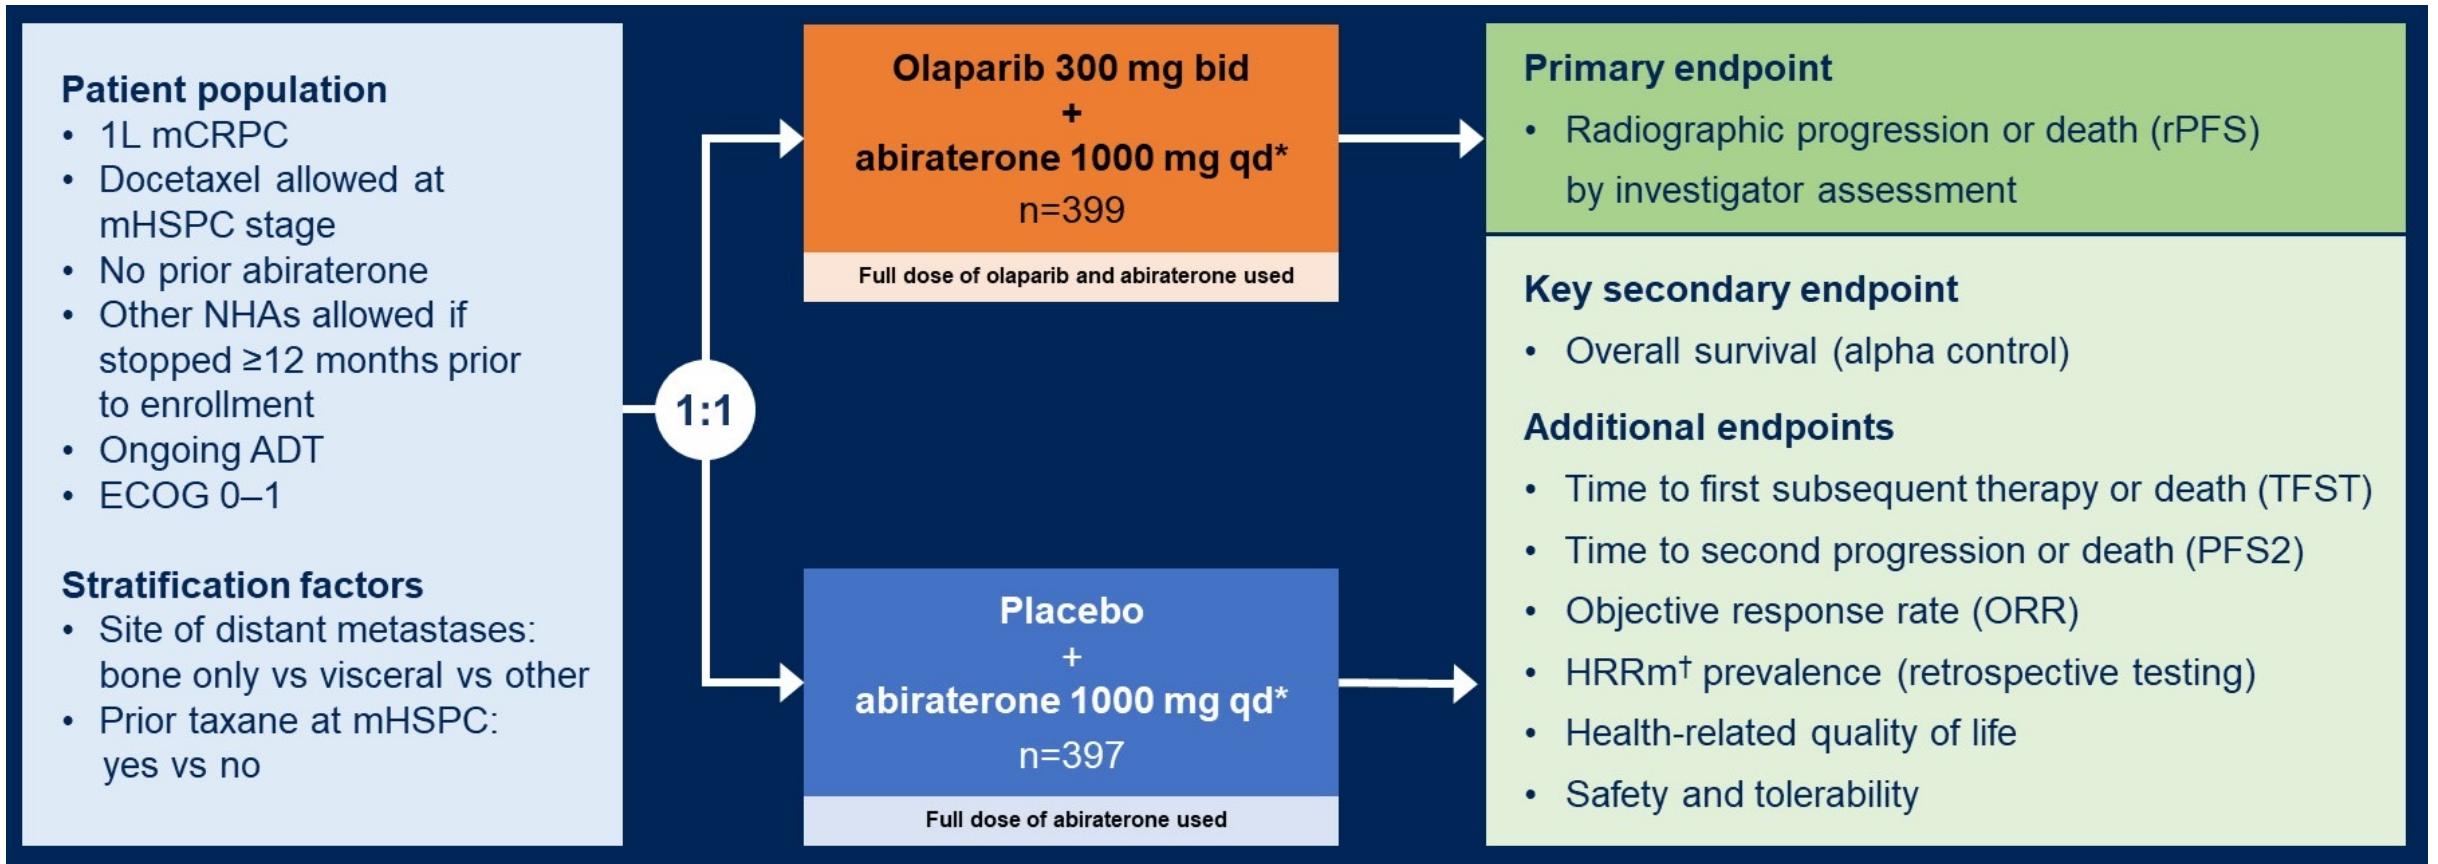 Patient population
• 1L mCRPC
• Docetaxel allowed at
mHSPC stage
• No prior abiraterone
• Other NHAs allowed if
stopped ≥12 months prior
to enrollment
• Ongoing ADT
• ECOG 0–1
Stratification factors
• Site of distant metastases:
bone only vs visceral vs other
• Prior taxane at mHSPC:
yes vs no
1:1
Olaparib 300 mg bid
+
abiraterone 1000 mg qd*
n=399
Full dose of olaparib and abiraterone used
Placebo
+
abiraterone 1000 mg qd*
n=397
Full dose of abiraterone used
Primary endpoint
• Radiographic progression or death (rPFS)
by investigator assessment
Key secondary endpoint
• Overall survival (alpha control)
Additional endpoints
• Time to first subsequent therapy or death (TFST)
• Time to second progression or death (PFS2)
• Objective response rate (ORR)
• HRRm† prevalence (retrospective testing)
• Health-related quality of life
• Safety and tolerability